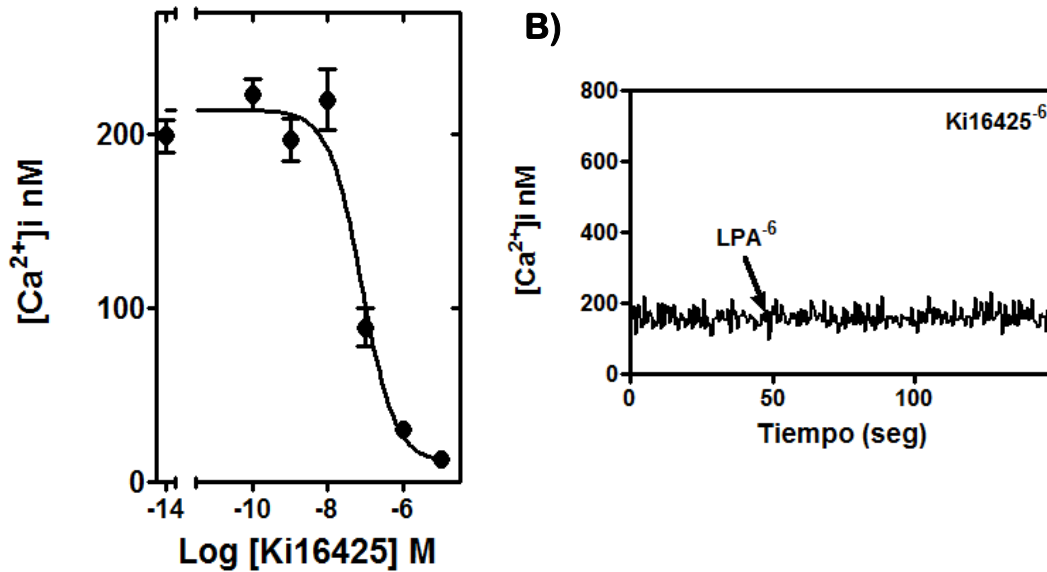 [Ca²⁺]i nM
200
100
0
-14
-10
-8
-6
Log [Ki16425] M
B)
[Ca²⁺]i nM
800
600
400
200
0
Ki16425⁻⁶
LPA⁻⁶
0
50
100
Tiempo (seg)